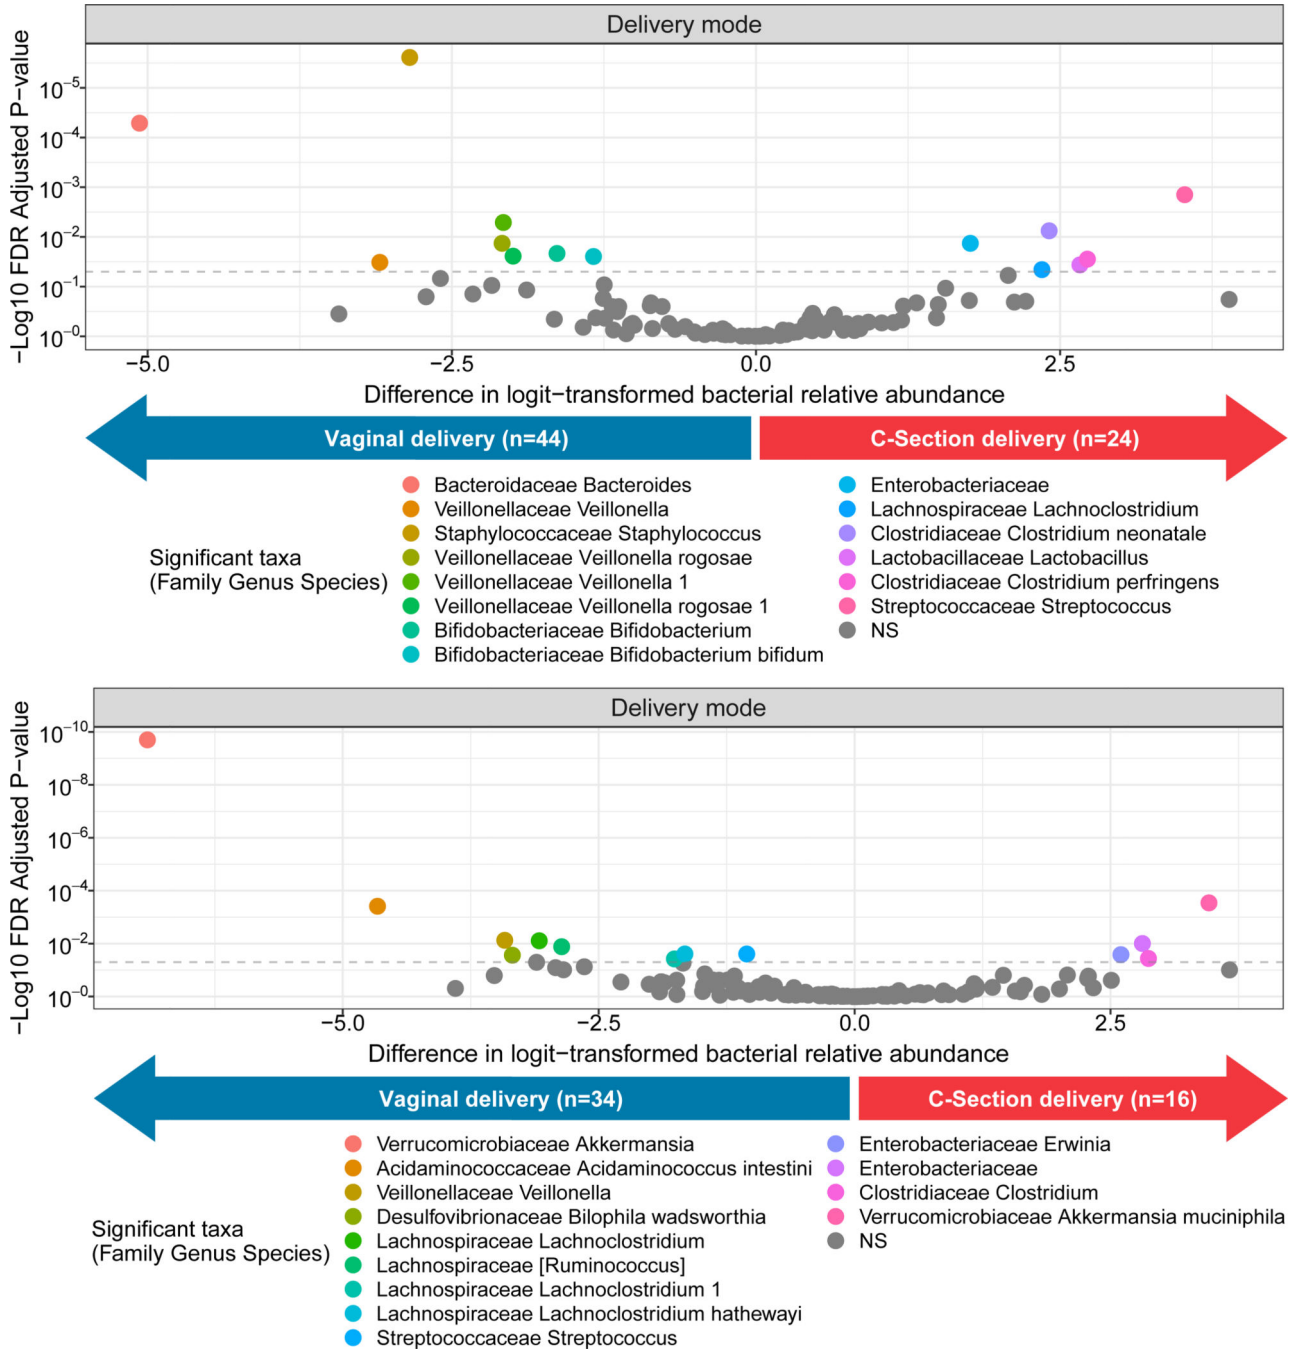 Delivery mode
−Log10 FDR Adjusted P−value
10−5
10−4
10−3
10−2
10−1
10−0
−5.0 −2.5 0.0 2.5
Difference in logit−transformed bacterial relative abundance
Vaginal delivery (n=44) C-Section delivery (n=24)
Significant taxa
(Family Genus Species)
Bacteroidaceae Bacteroides
Veillonellaceae Veillonella
Staphylococcaceae Staphylococcus
Veillonellaceae Veillonella rogosae
Veillonellaceae Veillonella 1
Veillonellaceae Veillonella rogosae 1
Bifidobacteriaceae Bifidobacterium
Bifidobacteriaceae Bifidobacterium bifidum
Enterobacteriaceae
Lachnospiraceae Lachnoclostridium
Clostridiaceae Clostridium neonatale
Lactobacillaceae Lactobacillus
Clostridiaceae Clostridium perfringens
Streptococcaceae Streptococcus
NS
Delivery mode
−Log10 FDR Adjusted P−value
10−10
10−8
10−6
10−4
10−2
10−0
−5.0 −2.5 0.0 2.5
Difference in logit−transformed bacterial relative abundance
Vaginal delivery (n=34) C-Section delivery (n=16)
Significant taxa
(Family Genus Species)
Verrucomicrobiaceae Akkermansia
Acidaminococcaceae Acidaminococcus intestini
Veillonellaceae Veillonella
Desulfovibrionaceae Bilophila wadsworthia
Lachnospiraceae Lachnoclostridium
Lachnospiraceae [Ruminococcus]
Lachnospiraceae Lachnoclostridium 1
Lachnospiraceae Lachnoclostridium hathewayi
Streptococcaceae Streptococcus
Enterobacteriaceae Erwinia
Enterobacteriaceae
Clostridiaceae Clostridium
Verrucomicrobiaceae Akkermansia muciniphila
NS